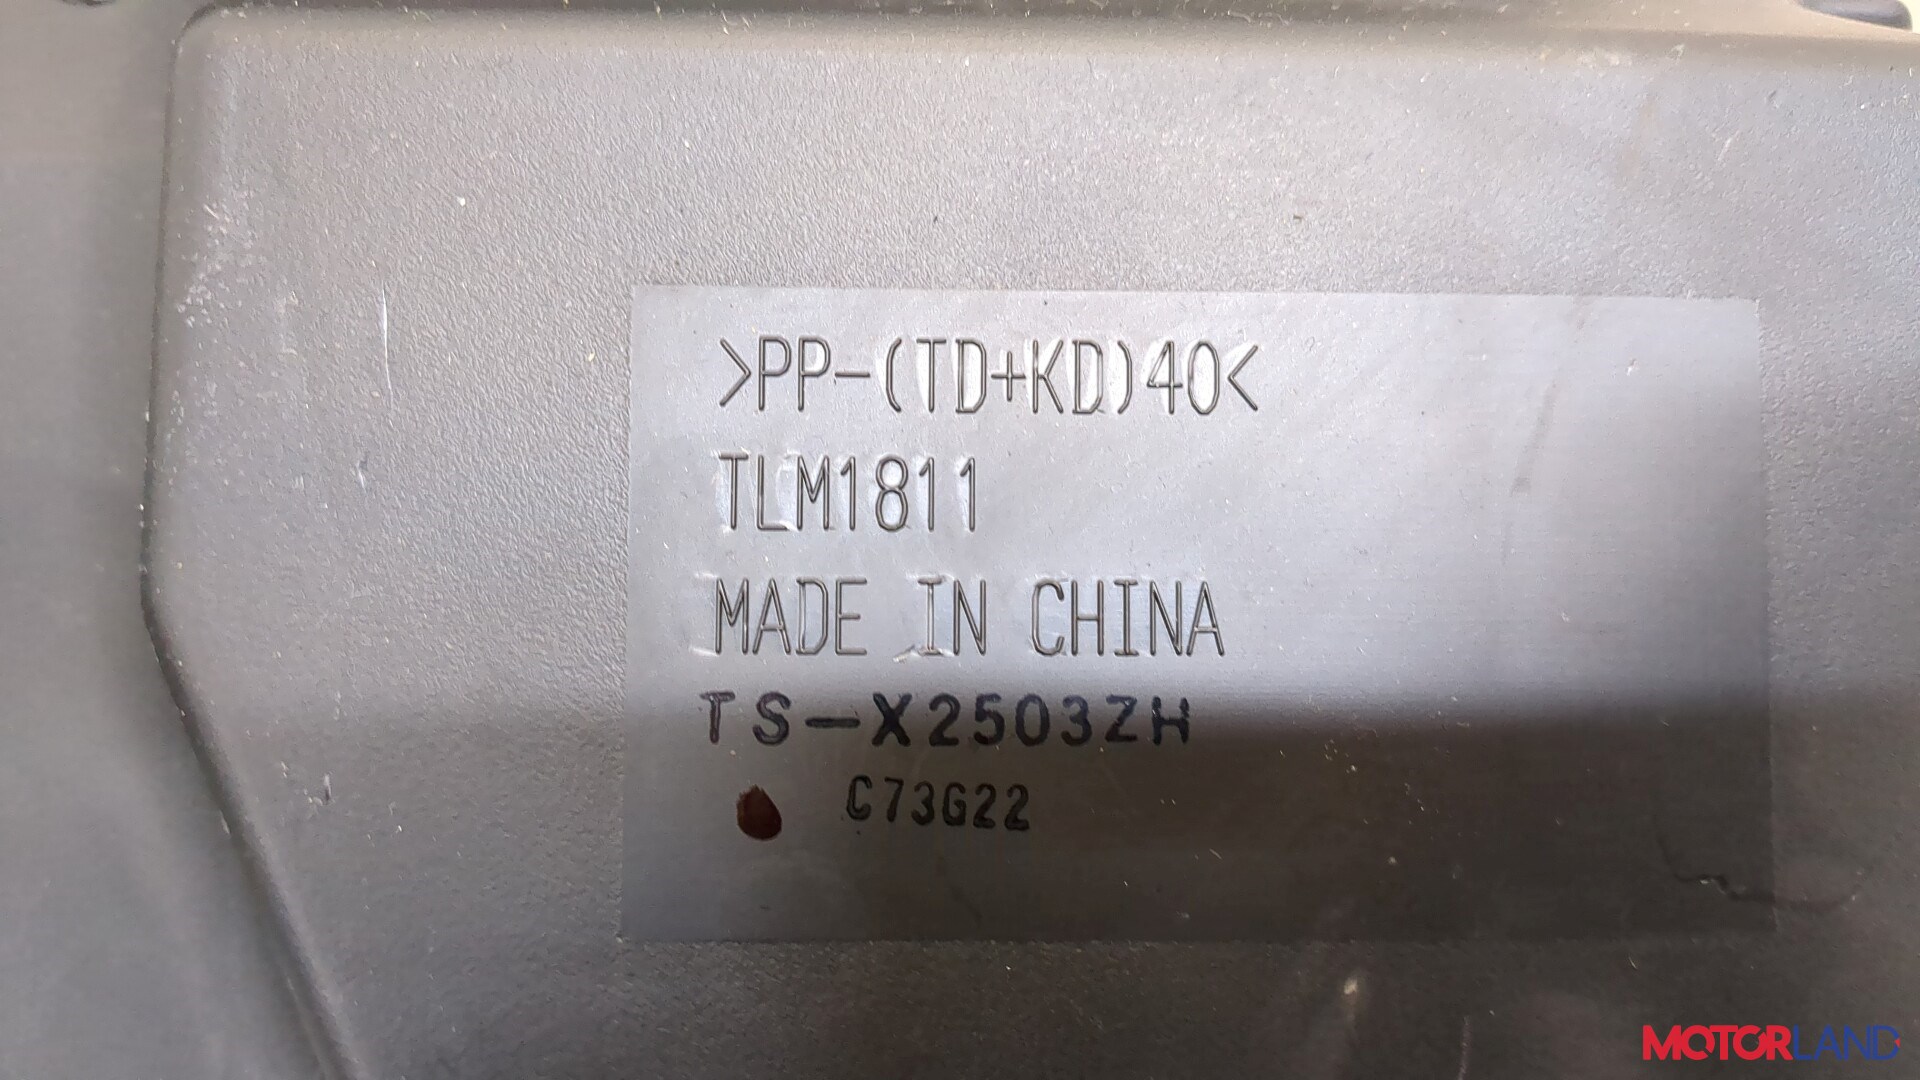 >PP-(TD+KD)40<
TLM1811
MADE IN CHINA
TS-X2503ZH
C73G22
MOTORLAND